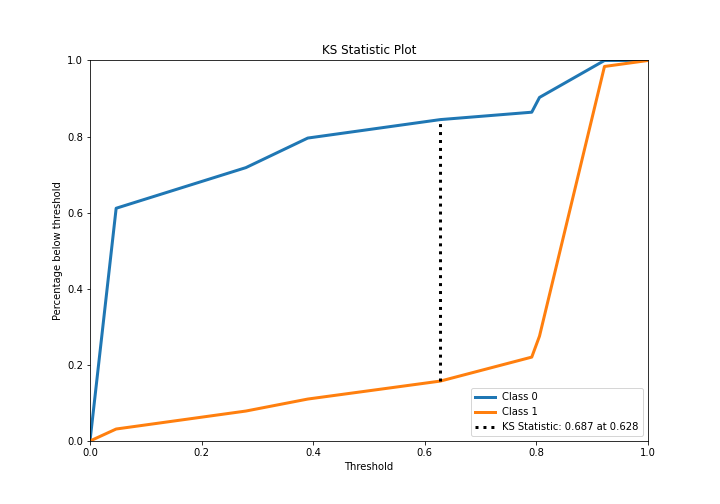 KS Statistic Plot
1.0
0.8
0.6
0.4
0.2
0.0
Percentage below threshold
0.0 0.2 0.4 0.6 0.8 1.0
Threshold
Class 0
Class 1
KS Statistic: 0.687 at 0.628